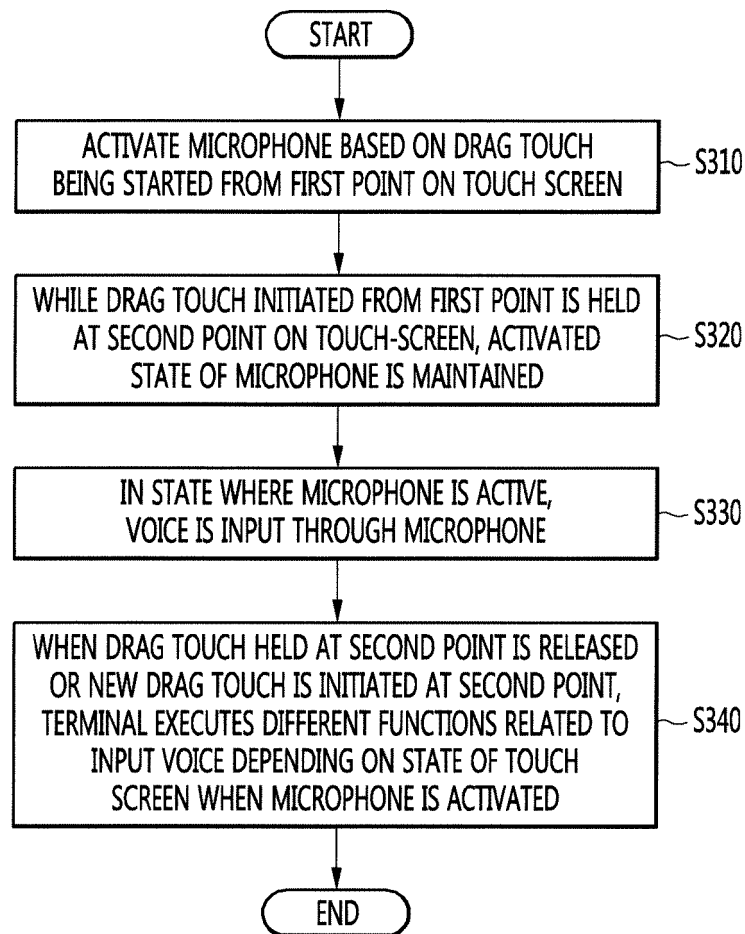 START
ACTIVATE MICROPHONE BASED ON DRAG TOUCH
BEING STARTED FROM FIRST POINT ON TOUCH SCREEN
S310
WHILE DRAG TOUCH INITIATED FROM FIRST POINT IS HELD
AT SECOND POINT ON TOUCH-SCREEN, ACTIVATED
STATE OF MICROPHONE IS MAINTAINED
S320
IN STATE WHERE MICROPHONE IS ACTIVE,
VOICE IS INPUT THROUGH MICROPHONE
S330
WHEN DRAG TOUCH HELD AT SECOND POINT IS RELEASED
OR NEW DRAG TOUCH IS INITIATED AT SECOND POINT,
TERMINAL EXECUTES DIFFERENT FUNCTIONS RELATED TO
INPUT VOICE DEPENDING ON STATE OF TOUCH
SCREEN WHEN MICROPHONE IS ACTIVATED
S340
END